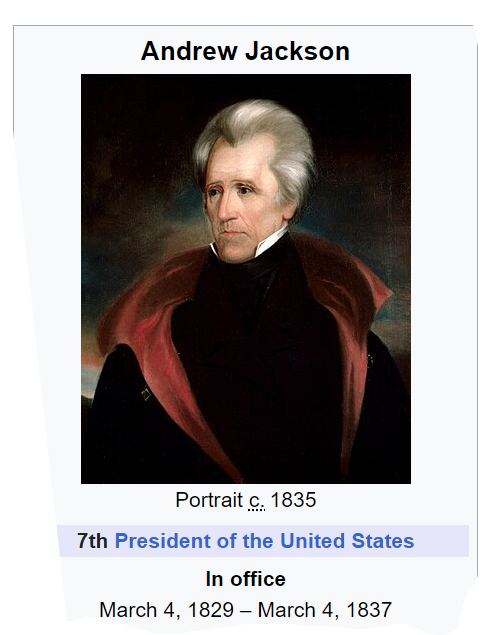 Andrew Jackson
Portrait c. 1835
7th President of the United States
In office
March 4, 1829 – March 4, 1837